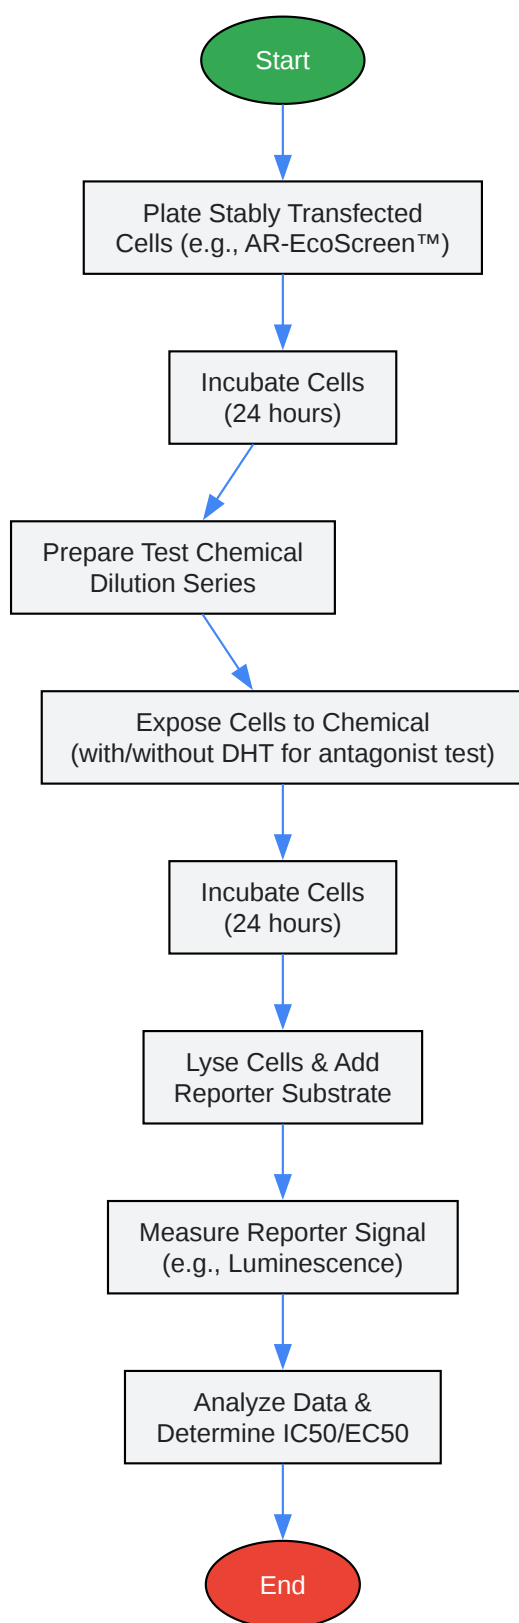 Start
Plate Stably Transfected
Cells (e.g., AR-EcoScreen™)
Incubate Cells
(24 hours)
Prepare Test Chemical
Dilution Series
Expose Cells to Chemical
(with/without DHT for antagonist test)
Incubate Cells
(24 hours)
Lyse Cells & Add
Reporter Substrate
Measure Reporter Signal
(e.g., Luminescence)
Analyze Data &
Determine IC50/EC50
End